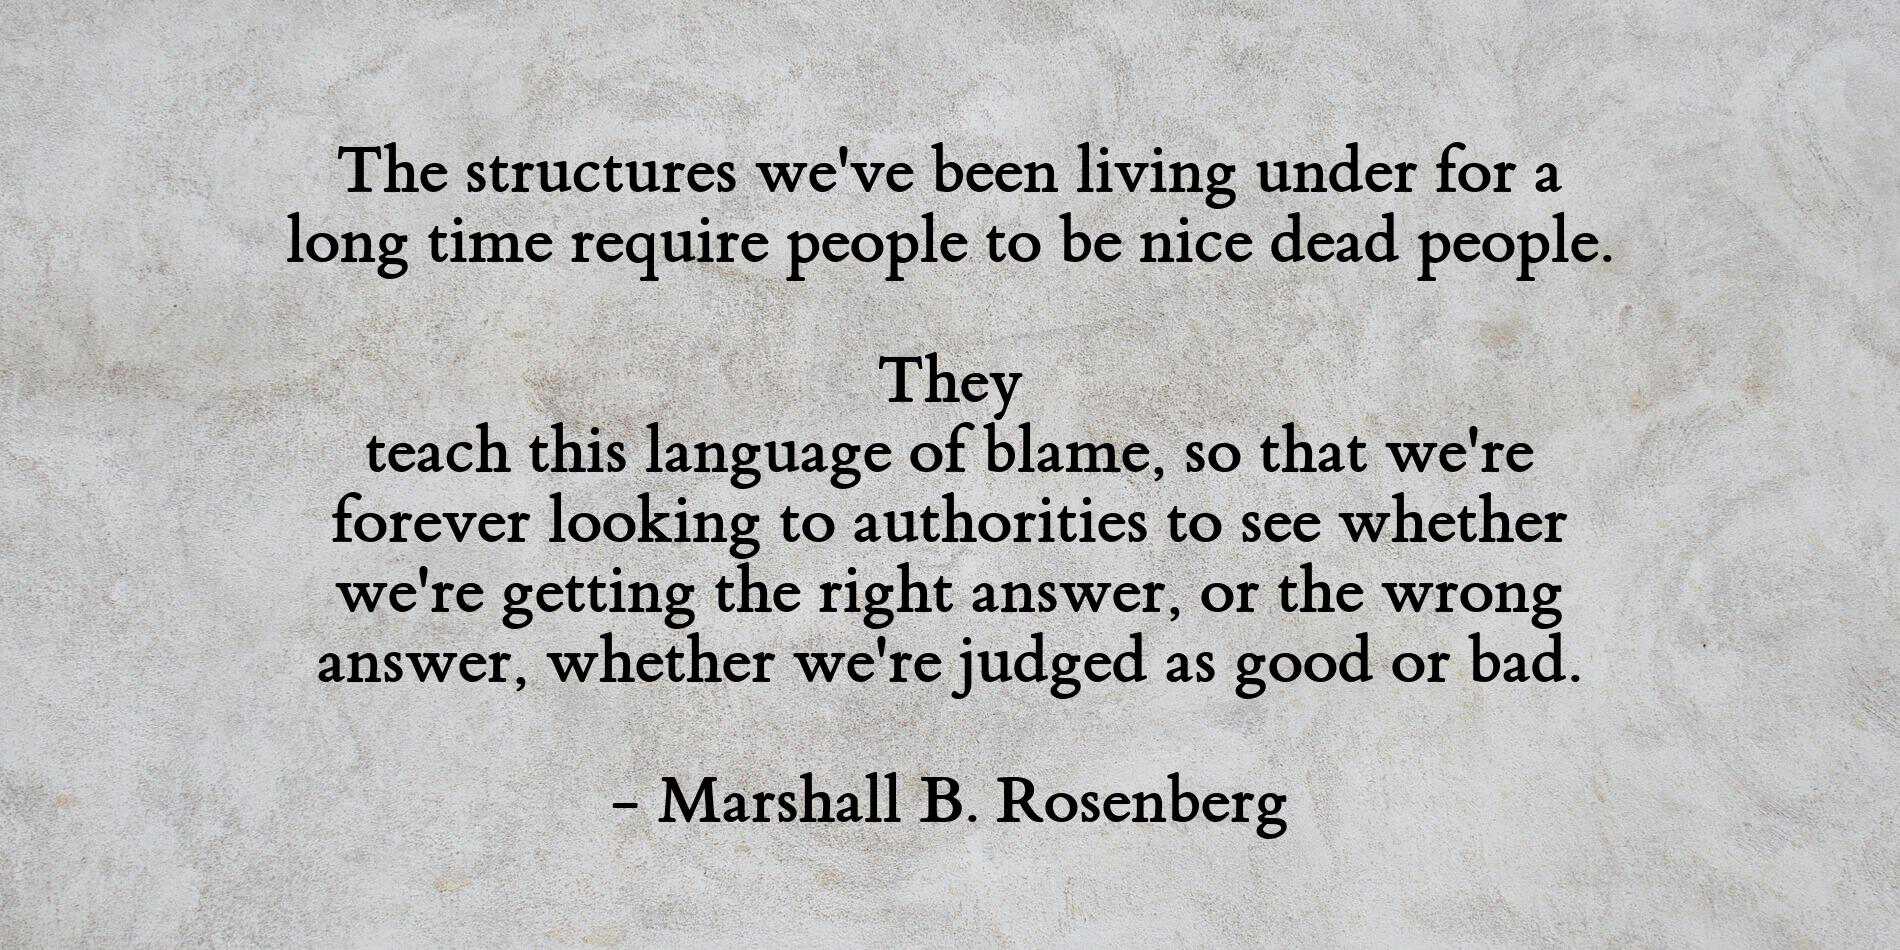 The structures we've been living under for a
long time require people to be nice dead people.
They
teach this language of blame, so that we're
forever looking to authorities to see whether
we're getting the right answer, or the wrong
answer, whether we're judged as good or bad.
- Marshall B. Rosenberg